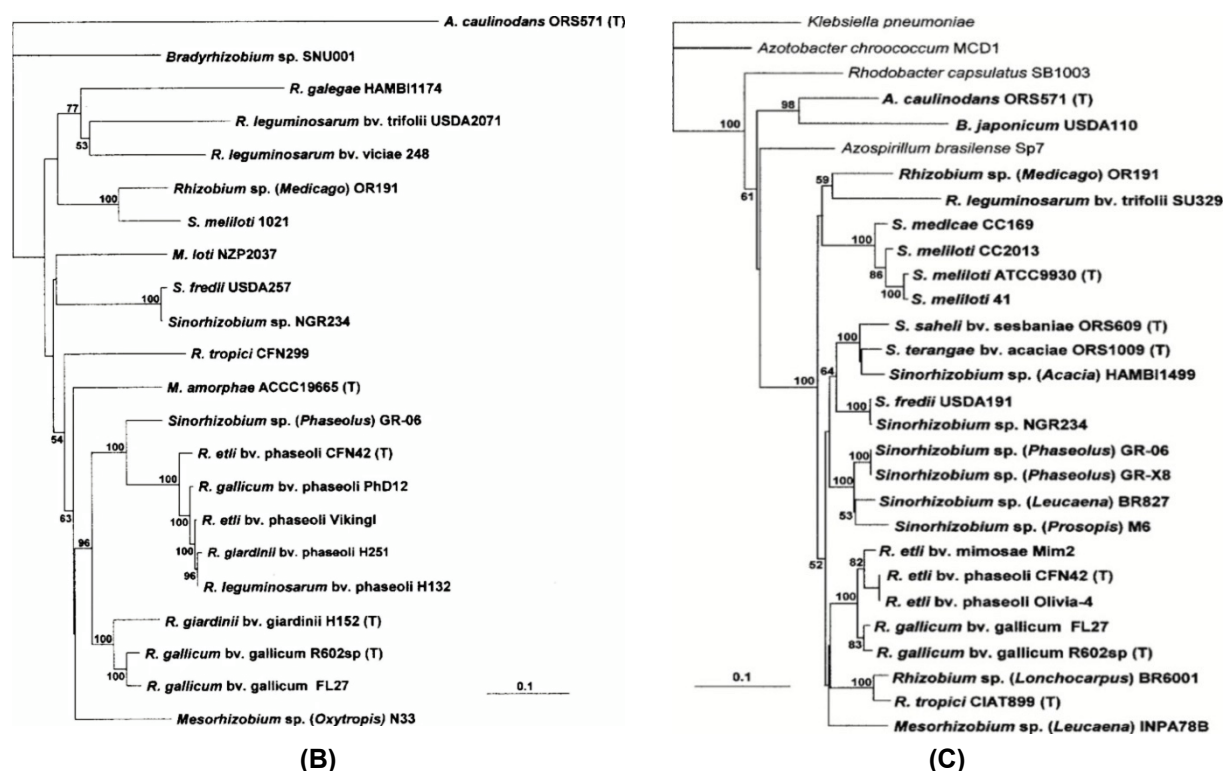 A. caulinodans ORS571 (T)
Bradyrhizobium sp. SNU001
77
R. galegae HAMBI1174
R. leguminosarum bv. trifolii USDA2071
53
R. leguminosarum bv. viciae 248
Rhizobium sp. (Medicago) OR191
100
S. meliloti 1021
M. loti NZP2037
S. fredii USDA257
100
Sinorhizobium sp. NGR234
R. tropici CFN299
M. amorphae ACCC19665 (T)
Sinorhizobium sp. (Phaseolus) GR-06
54
100
R. etli bv. phaseoli CFN42 (T)
100
R. gallicum bv. phaseoli PhD12
63
100
R. etli bv. phaseoli VikingI
96
100
R. giardinii bv. phaseoli H251
96
R. leguminosarum bv. phaseoli H132
R. giardinii bv. giardinii H152 (T)
100
R. gallicum bv. gallicum R602sp (T)
100
R. gallicum bv. gallicum FL27
0.1
Mesorhizobium sp. (Oxytropis) N33
(B)
Klebsiella pneumoniae
Azotobacter chroococcum MCD1
Rhodobacter capsulatus SB1003
98
A. caulinodans ORS571 (T)
100
B. japonicum USDA110
Azospirillum brasilense Sp7
59
Rhizobium sp. (Medicago) OR191
61
R. leguminosarum bv. trifolii SU329
S. medicae CC169
100
S. meliloti CC2013
86
S. meliloti ATCC9930 (T)
100
S. meliloti 41
S. saheli bv. sesbaniae ORS609 (T)
100
S. terangae bv. acaciae ORS1009 (T)
64
Sinorhizobium sp. (Acacia) HAMBI1499
100
S. fredii USDA191
100
Sinorhizobium sp. NGR234
Sinorhizobium sp. (Phaseolus) GR-06
100
Sinorhizobium sp. (Phaseolus) GR-X8
Sinorhizobium sp. (Leucaena) BR827
53
Sinorhizobium sp. (Prosopis) M6
R. etli bv. mimosae Mim2
52
82
R. etli bv. phaseoli CFN42 (T)
100
R. etli bv. phaseoli Olivia-4
R. gallicum bv. gallicum FL27
83
R. gallicum bv. gallicum R602sp (T)
0.1
Rhizobium sp. (Lonchocarpus) BR6001
100
R. tropici CIAT899 (T)
Mesorhizobium sp. (Leucaena) INPA78B
(C)